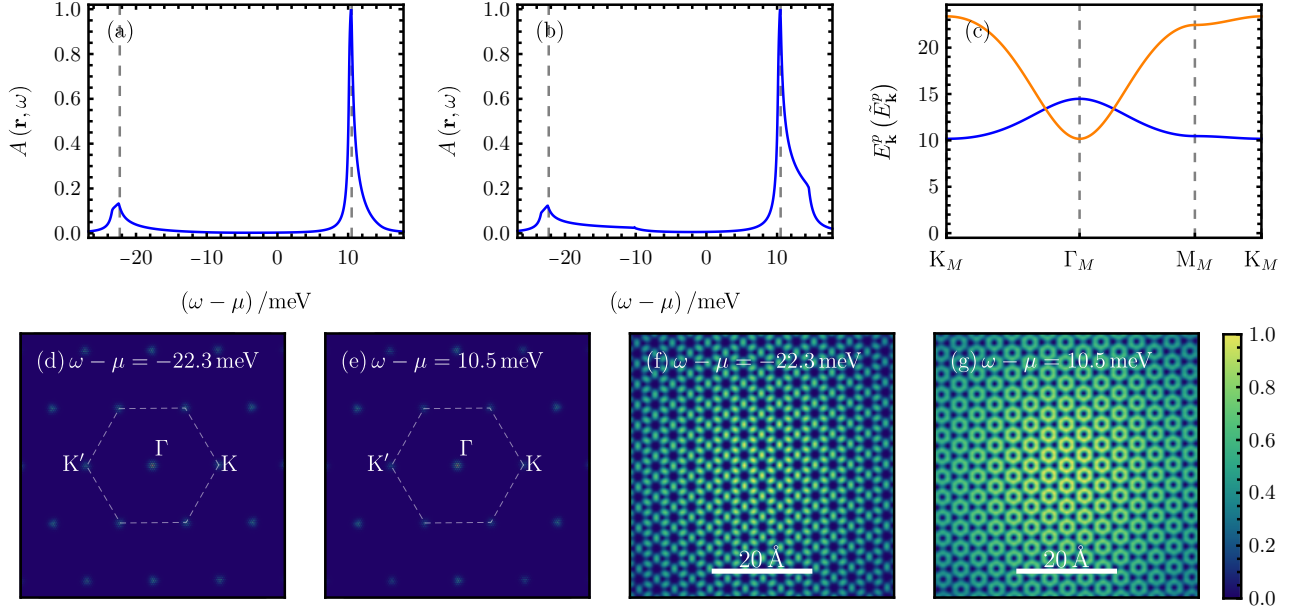 (a)
A (r, ω)
1.0
0.8
0.6
0.4
0.2
0.0
−20
−10
0
10
(ω − μ) /meV
(b)
A (r, ω)
1.0
0.8
0.6
0.4
0.2
0.0
−20
−10
0
10
(ω − μ) /meV
(c)
E_k^p (Ẽ_k^p)
20
15
10
5
0
K_M
Γ_M
M_M
K_M
(d) ω − μ = −22.3 meV
Γ
K′
K
(e) ω − μ = 10.5 meV
Γ
K′
K
(f) ω − μ = −22.3 meV
20 Å
(g) ω − μ = 10.5 meV
20 Å
1.0
0.8
0.6
0.4
0.2
0.0